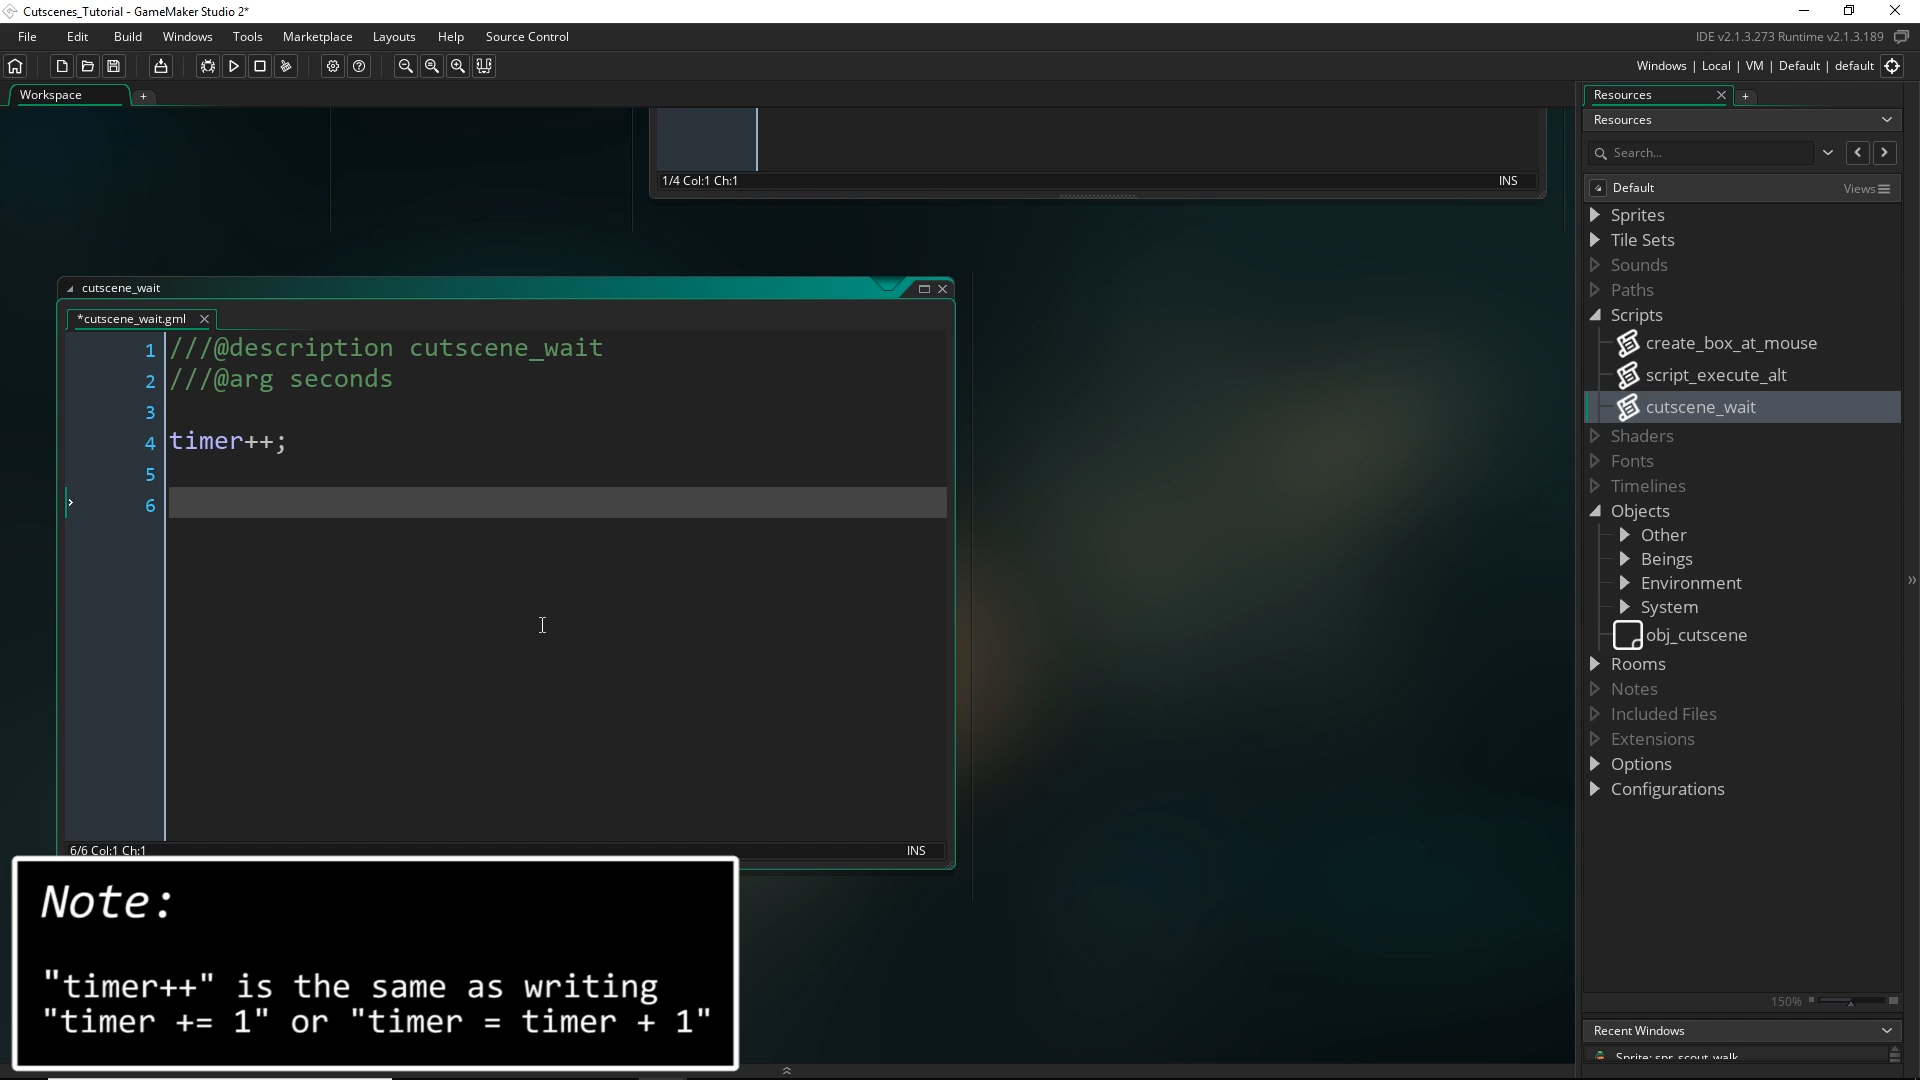 Cutscenes_Tutorial - GameMaker Studio 2*
File Edit Build Windows Tools Marketplace Layouts Help Source Control
IDE v2.1.3.273 Runtime v2.1.3.189
Windows | Local | VM | Default | default
Workspace
+
Resources
+
Resources
Search...
1/4 Col:1 Ch:1
INS
Default
Views
Sprites
Tile Sets
Sounds
Paths
Scripts
create_box_at_mouse
script_execute_alt
cutscene_wait
Shaders
Fonts
Timelines
Objects
Other
Beings
Environment
System
obj_cutscene
Rooms
Notes
Included Files
Extensions
Options
Configurations
150%
Recent Windows
Sprite: spr_scout_walk
cutscene_wait
*cutscene_wait.gml
1 ///@description cutscene_wait
2 ///@arg seconds
3
4 timer++;
5
6
6/6 Col:1 Ch:1
INS
Note:
"timer++" is the same as writing
"timer += 1" or "timer = timer + 1"